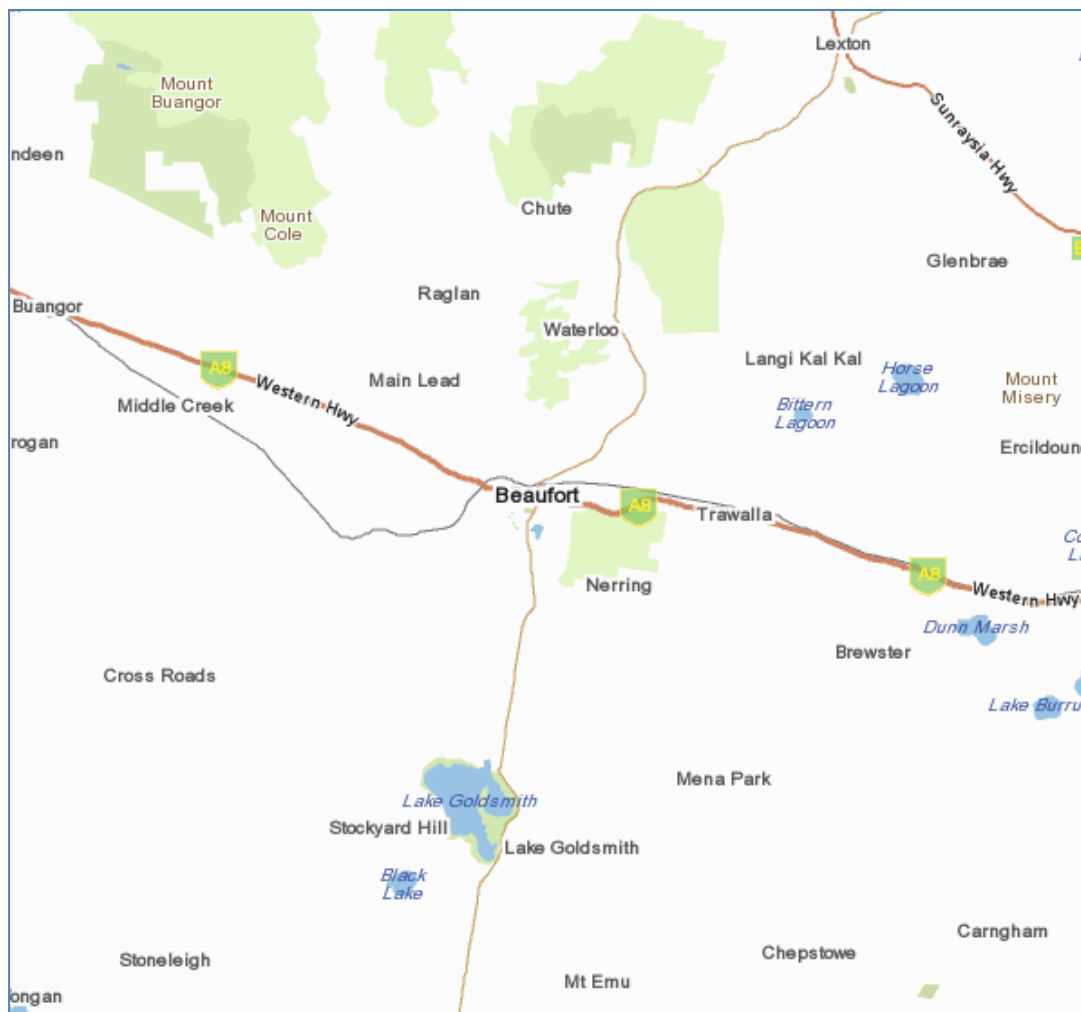 Lexton
Mount
Buangor
Sunraysia Hwy
ndeen
Chute
Mount
Cole
Glenbrae
Raglan
Buangor
Waterloo
Langi Kal Kal
Horse
Lagoon
A8
Main Lead
Mount
Misery
Western Hwy
Middle Creek
Bittern
Lagoon
rogan
Ercildoun
Beaufort
A8
Trawalla
A8
Nerring
Western Hwy
Dunn Marsh
Brewster
Cross Roads
Lake Burru
Mena Park
Lake Goldsmith
Stockyard Hill
Lake Goldsmith
Black
Lake
Carngham
Chepstowe
Stoneleigh
Mt Emu
ongan